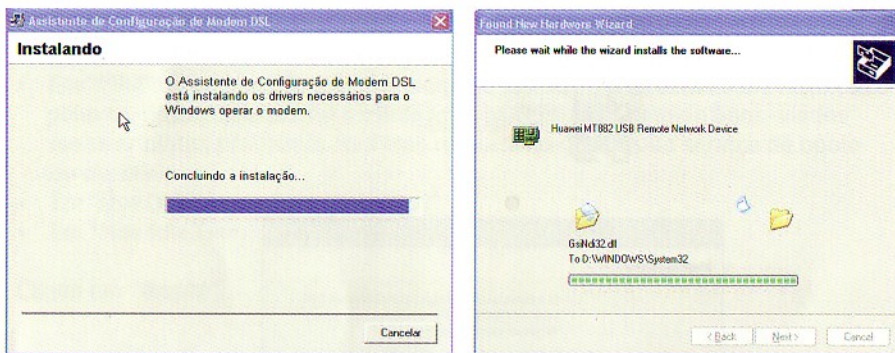 Assistente de Configuração de Modem DSL
Instalando
O Assistente de Configuração de Modem DSL
está instalando os drivers necessários para o
Windows operar o modem.
Concluindo a instalação...
Cancelar
Found New Hardware Wizard
Please wait while the wizard installs the software...
Huawei MT882 USB Remote Network Device
GsiNdi32.dll
To D:\WINDOWS\System32
< Back
Next >
Cancel